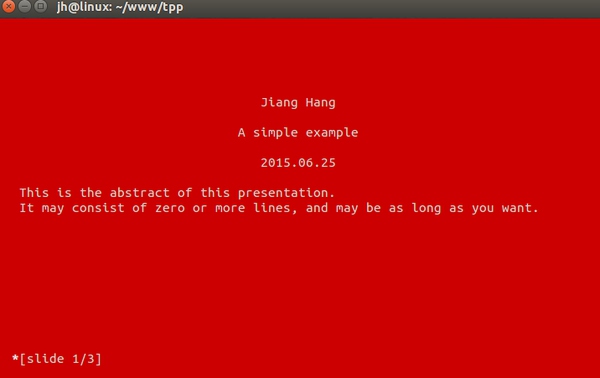 jh@linux: ~/www/tpp
Jiang Hang
A simple example
2015.06.25
This is the abstract of this presentation.
It may consist of zero or more lines, and may be as long as you want.
*[slide 1/3]